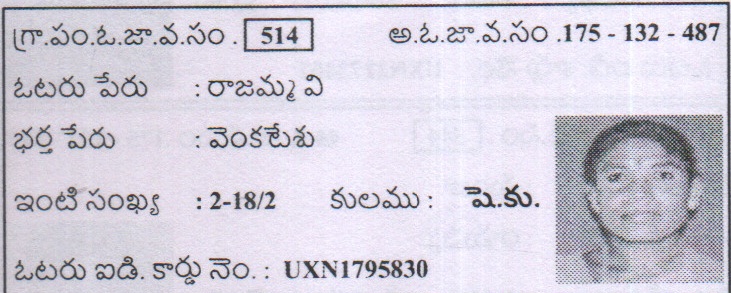 గ్రా.పం.ఓ.జా.వ.సం . 514 అ.ఓ.జా.వ.సం .175 - 132 - 487
ఓటరు పేరు : రాజమ్మ వి
భర్త పేరు : వెంకటేశు
ఇంటి సంఖ్య : 2-18/2 కులము : షె.కు.
ఓటరు ఐడి. కార్డు నెం. : UXN1795830